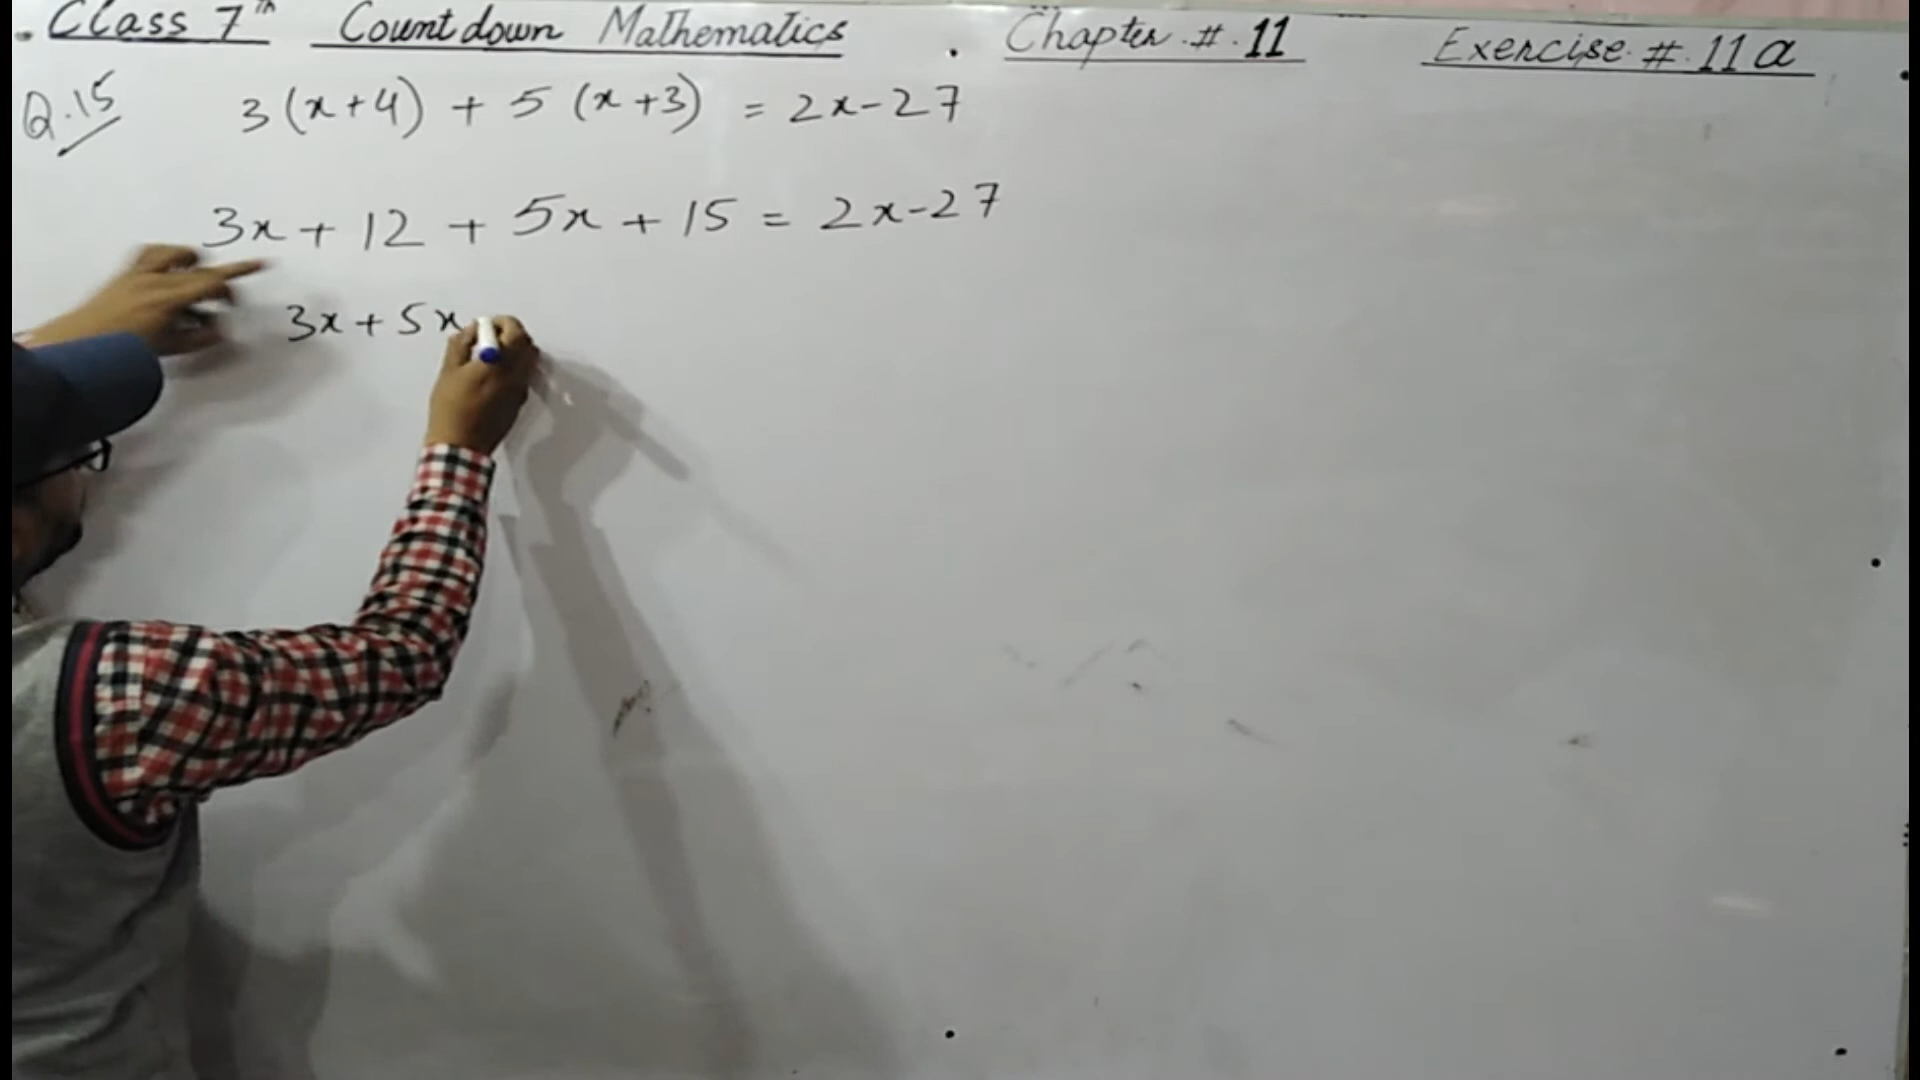 Class 7th Countdown Mathematics . Chapter # 11 Exercise # 11a
Q.15 3(x+4) + 5(x+3) = 2x-27
3x + 12 + 5x + 15 = 2x-27
3x + 5x